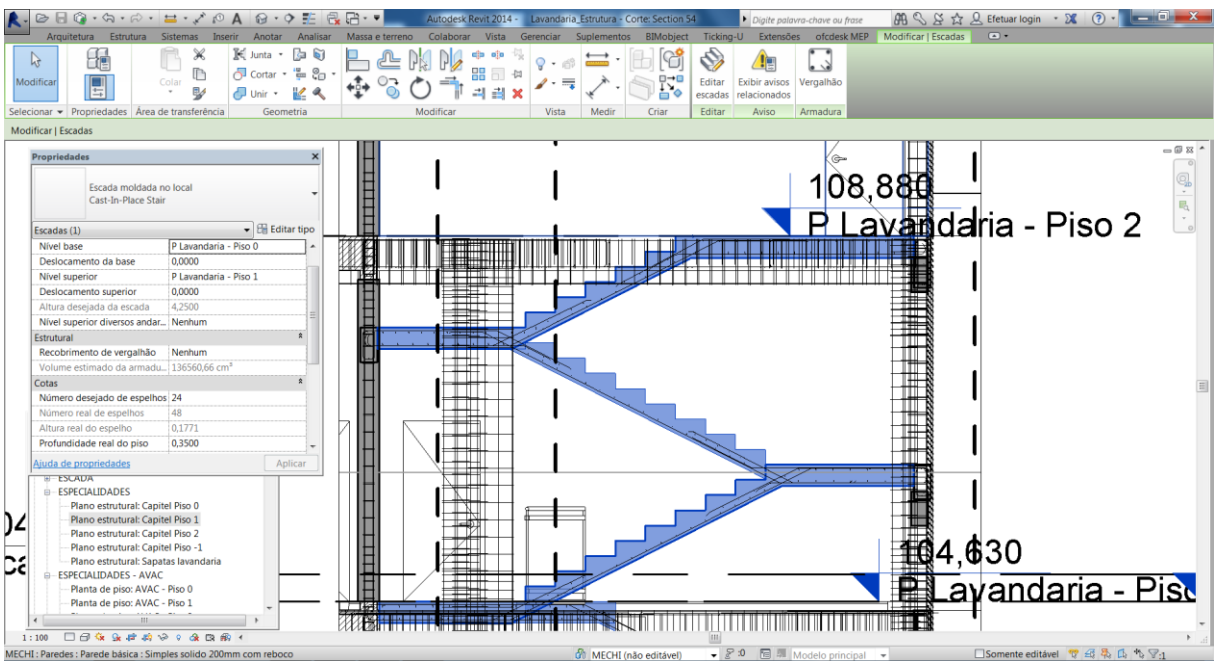 Autodesk Revit 2014 - Lavandaria_Estrutura - Corte: Section 54
Digite palavra-chave ou frase
Efetuar login
Arquitetura Estrutura Sistemas Inserir Anotar Analisar Massa e terreno Colaborar Vista Gerenciar Suplementos BIMobject Ticking-U Extensões ofcdesk MEP Modificar | Escadas
Modificar
Colar
Junta
Cortar
Unir
Editar escadas
Exibir avisos relacionados
Vergalhão
Selecionar Propriedades Área de transferência Geometria Modificar Vista Medir Criar Editar Aviso Armadura
Modificar | Escadas
Propriedades
Escada moldada no local
Cast-In-Place Stair
Escadas (1) Editar tipo
Nível base P Lavandaria - Piso 0
Deslocamento da base 0,0000
Nível superior P Lavandaria - Piso 1
Deslocamento superior 0,0000
Altura desejada da escada 4,2500
Nível superior diversos andar... Nenhum
Estrutural
Recobrimento de vergalhão Nenhum
Volume estimado da armadu... 136560,66 cm³
Cotas
Número desejado de espelhos 24
Número real de espelhos 48
Altura real do espelho 0,1771
Profundidade real do piso 0,3500
Ajuda de propriedades Aplicar
ESCADA
ESPECIALIDADES
Plano estrutural: Capitel Piso 0
Plano estrutural: Capitel Piso 1
Plano estrutural: Capitel Piso 2
Plano estrutural: Capitel Piso -1
Plano estrutural: Sapatas lavandaria
ESPECIALIDADES - AVAC
Planta de piso: AVAC - Piso 0
Planta de piso: AVAC - Piso 1
108,880
P Lavandaria - Piso 2
104,630
P Lavandaria - Piso
1 : 100
MECHI : Paredes : Parede básica : Simples solido 200mm com reboco
MECHI (não editável)
:0
Modelo principal
Somente editável
:1